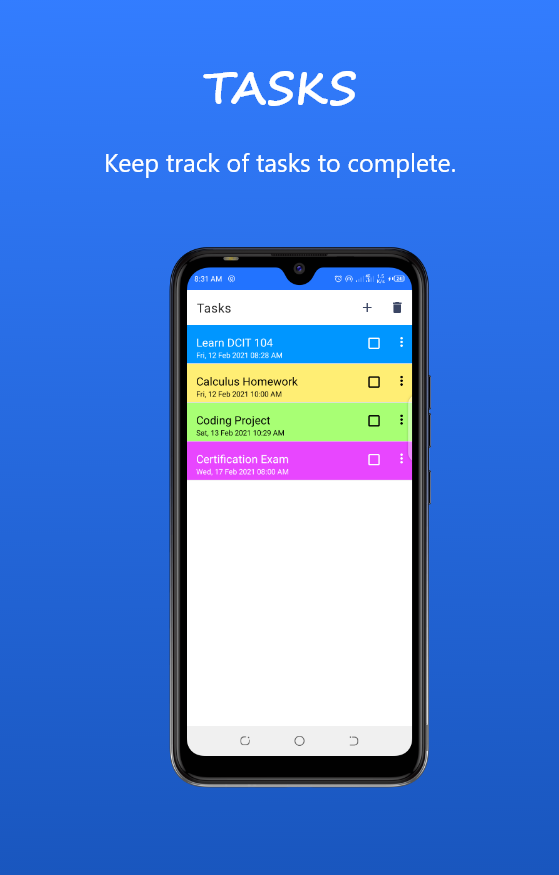 TASKS
Keep track of tasks to complete.
8:31 AM
Tasks
Learn DCIT 104
Fri, 12 Feb 2021 08:28 AM
Calculus Homework
Fri, 12 Feb 2021 10:00 AM
Coding Project
Sat, 13 Feb 2021 10:29 AM
Certification Exam
Wed, 17 Feb 2021 08:00 AM